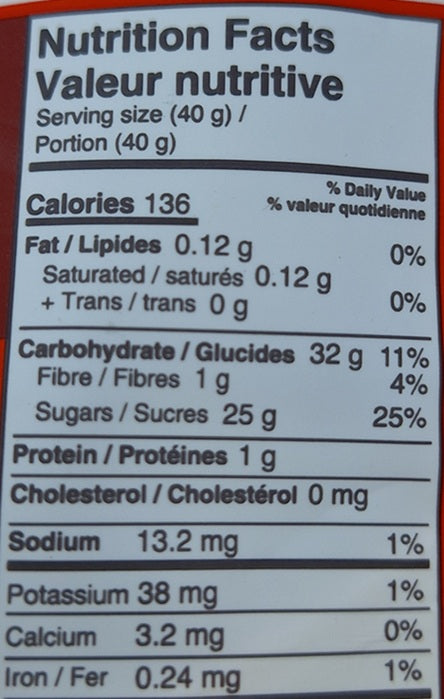 Nutrition Facts
Valeur nutritive
Serving size (40 g) /
Portion (40 g)
% Daily Value
Calories 136 % valeur quotidienne
Fat / Lipides 0.12 g 0%
Saturated / saturés 0.12 g
+ Trans / trans 0 g 0%
Carbohydrate / Glucides 32 g 11%
Fibre / Fibres 1 g 4%
Sugars / Sucres 25 g 25%
Protein / Protéines 1 g
Cholesterol / Cholestérol 0 mg
Sodium 13.2 mg 1%
Potassium 38 mg 1%
Calcium 3.2 mg 0%
Iron / Fer 0.24 mg 1%